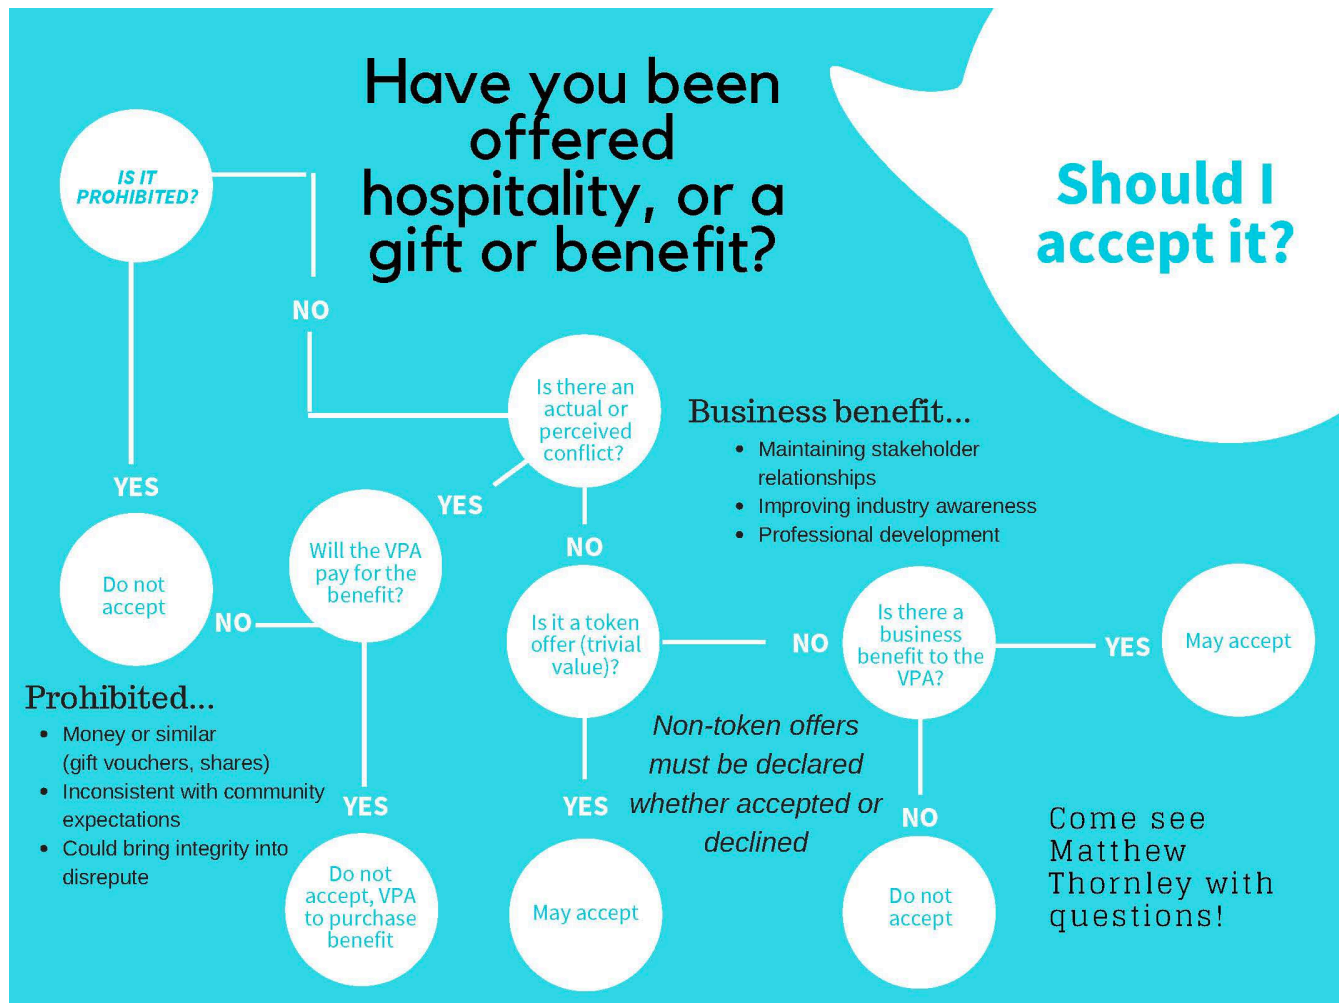 Have you been
offered
hospitality, or a
gift or benefit?
Should I
accept it?
IS IT
PROHIBITED?
NO
YES
Do not
accept
Is there an
actual or
perceived
conflict?
YES
NO
Will the VPA
pay for the
benefit?
NO
YES
Do not
accept, VPA
to purchase
benefit
Is it a token
offer (trivial
value)?
NO
YES
May accept
Is there a
business
benefit to the
VPA?
YES
May accept
NO
Do not
accept
Business benefit...
• Maintaining stakeholder
relationships
• Improving industry awareness
• Professional development
Prohibited...
• Money or similar
(gift vouchers, shares)
• Inconsistent with community
expectations
• Could bring integrity into
disrepute
Non-token offers
must be declared
whether accepted or
declined
Come see
Matthew
Thornley with
questions!